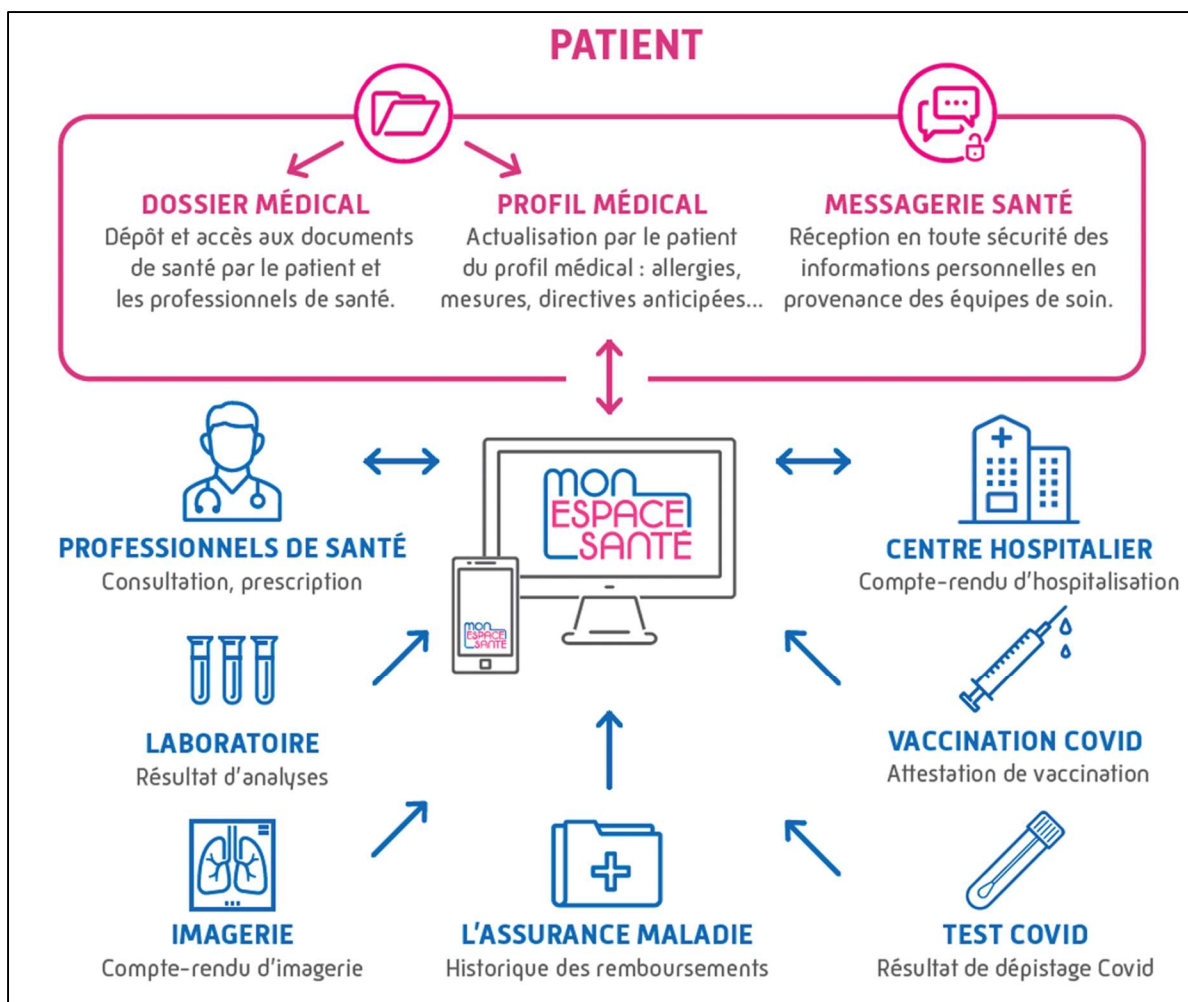 PATIENT
DOSSIER MÉDICAL
Dépôt et accès aux documents
de santé par le patient et
les professionnels de santé.
PROFIL MÉDICAL
Actualisation par le patient
du profil médical : allergies,
mesures, directives anticipées...
MESSAGERIE SANTÉ
Réception en toute sécurité des
informations personnelles en
provenance des équipes de soin.
mon
ESPACE
SANTÉ
mon
ESPACE
SANTÉ
PROFESSIONNELS DE SANTÉ
Consultation, prescription
CENTRE HOSPITALIER
Compte-rendu d'hospitalisation
LABORATOIRE
Résultat d'analyses
VACCINATION COVID
Attestation de vaccination
IMAGERIE
Compte-rendu d'imagerie
L'ASSURANCE MALADIE
Historique des remboursements
TEST COVID
Résultat de dépistage Covid